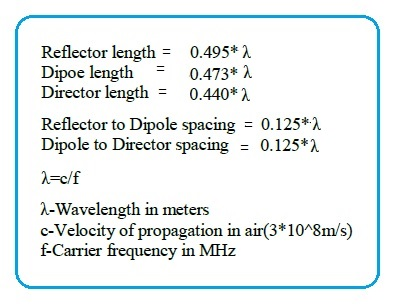 Reflector length = 0.495* λ
Dipoe length = 0.473* λ
Director length = 0.440* λ
Reflector to Dipole spacing = 0.125*λ
Dipole to Director spacing = 0.125*λ
λ=c/f
λ-Wavelength in meters
c-Velocity of propagation in air(3*10^8m/s)
f-Carrier frequency in MHz